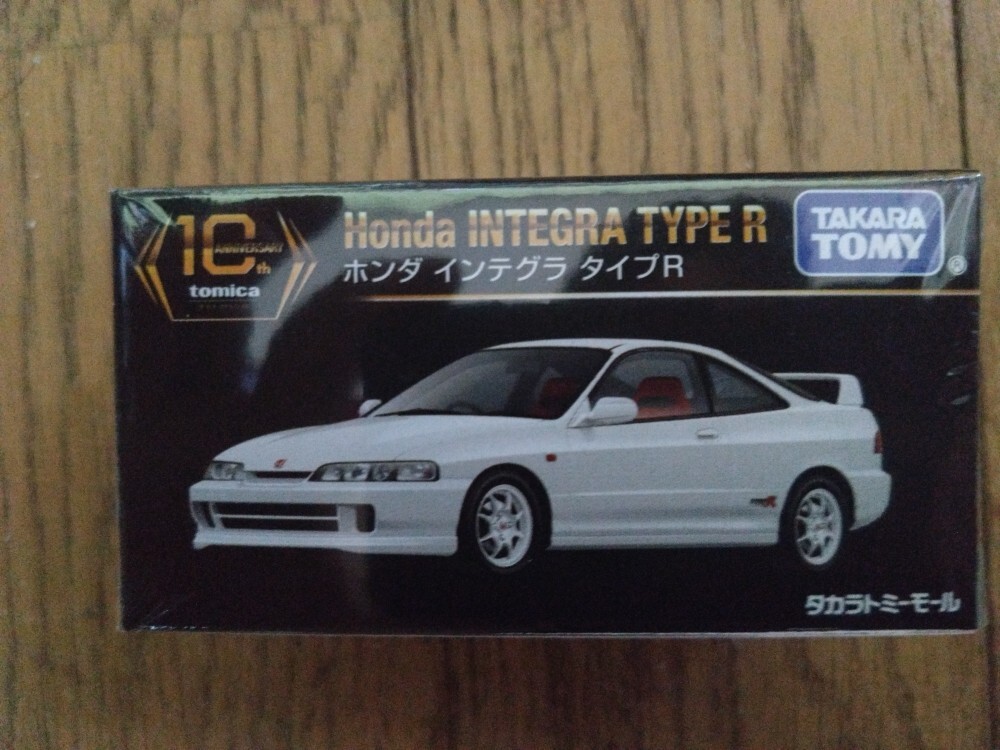 10th
ANNIVERSARY
tomica
Honda INTEGRA TYPE R
ホンダ インテグラ タイプR
TAKARA
TOMY
®
タカラトミーモール